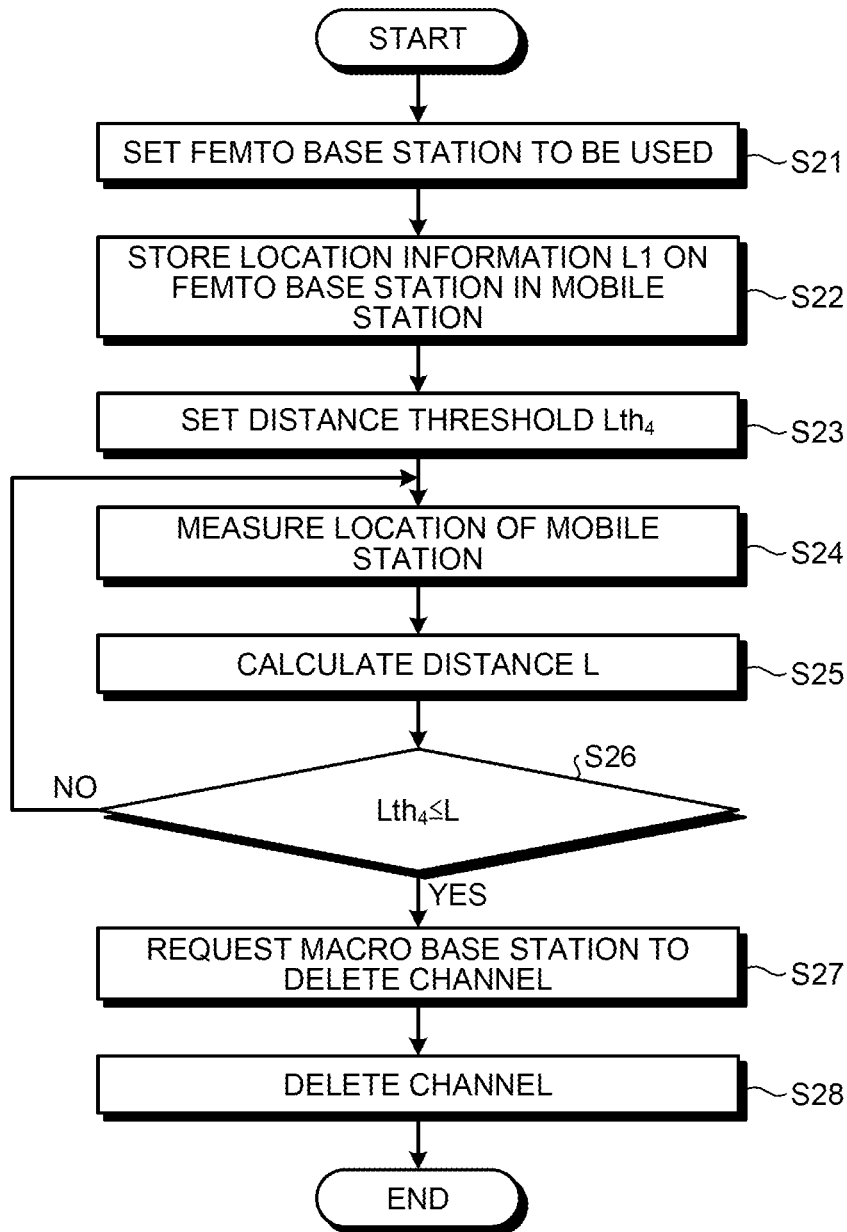 START
SET FEMTO BASE STATION TO BE USED
S21
STORE LOCATION INFORMATION L1 ON
FEMTO BASE STATION IN MOBILE
STATION
S22
SET DISTANCE THRESHOLD Lth₄
S23
MEASURE LOCATION OF MOBILE
STATION
S24
CALCULATE DISTANCE L
S25
S26
NO
Lth₄≦L
YES
REQUEST MACRO BASE STATION TO
DELETE CHANNEL
S27
DELETE CHANNEL
S28
END